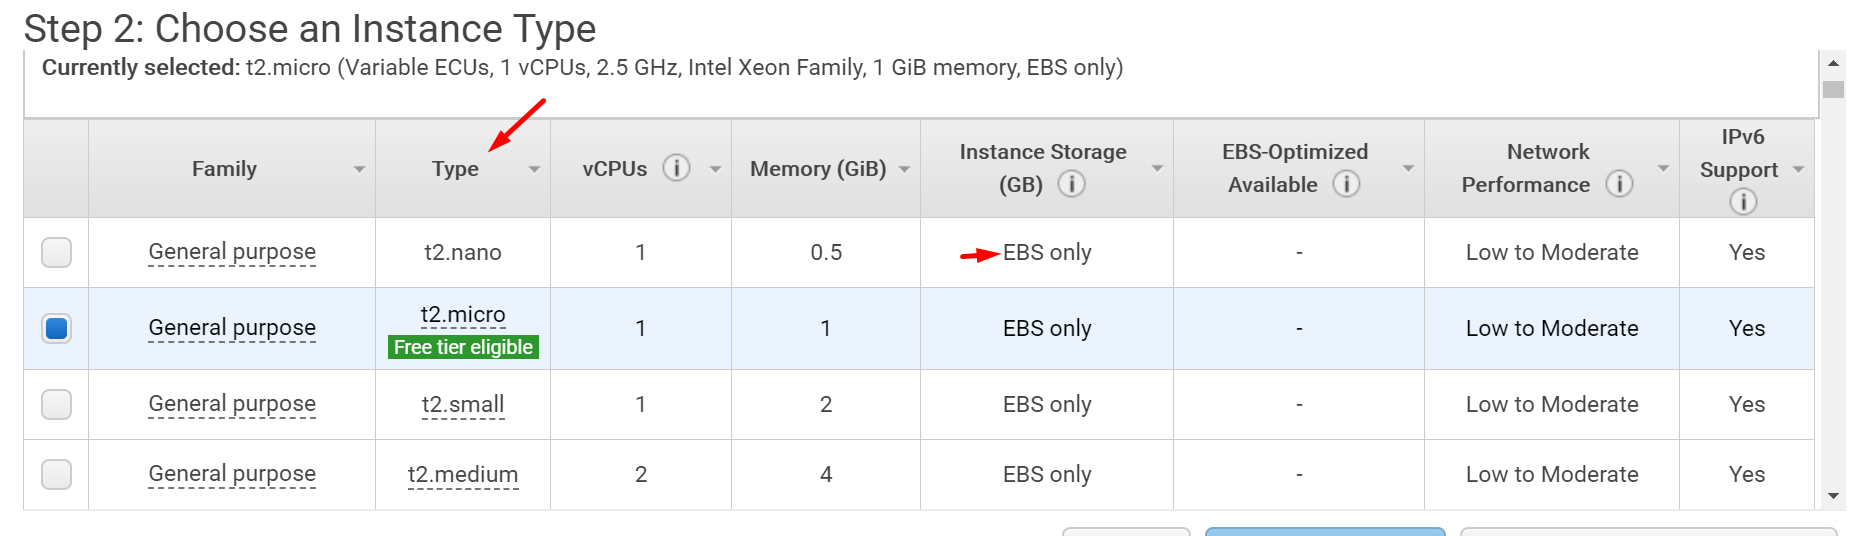 Step 2: Choose an Instance Type
Currently selected: t2.micro (Variable ECUs, 1 vCPUs, 2.5 GHz, Intel Xeon Family, 1 GiB memory, EBS only)
Family Type vCPUs i Memory (GiB) Instance Storage (GB) i EBS-Optimized Available i Network Performance i IPv6 Support i
General purpose t2.nano 1 0.5 EBS only - Low to Moderate Yes
General purpose t2.micro 1 1 EBS only - Low to Moderate Yes
Free tier eligible
General purpose t2.small 1 2 EBS only - Low to Moderate Yes
General purpose t2.medium 2 4 EBS only - Low to Moderate Yes